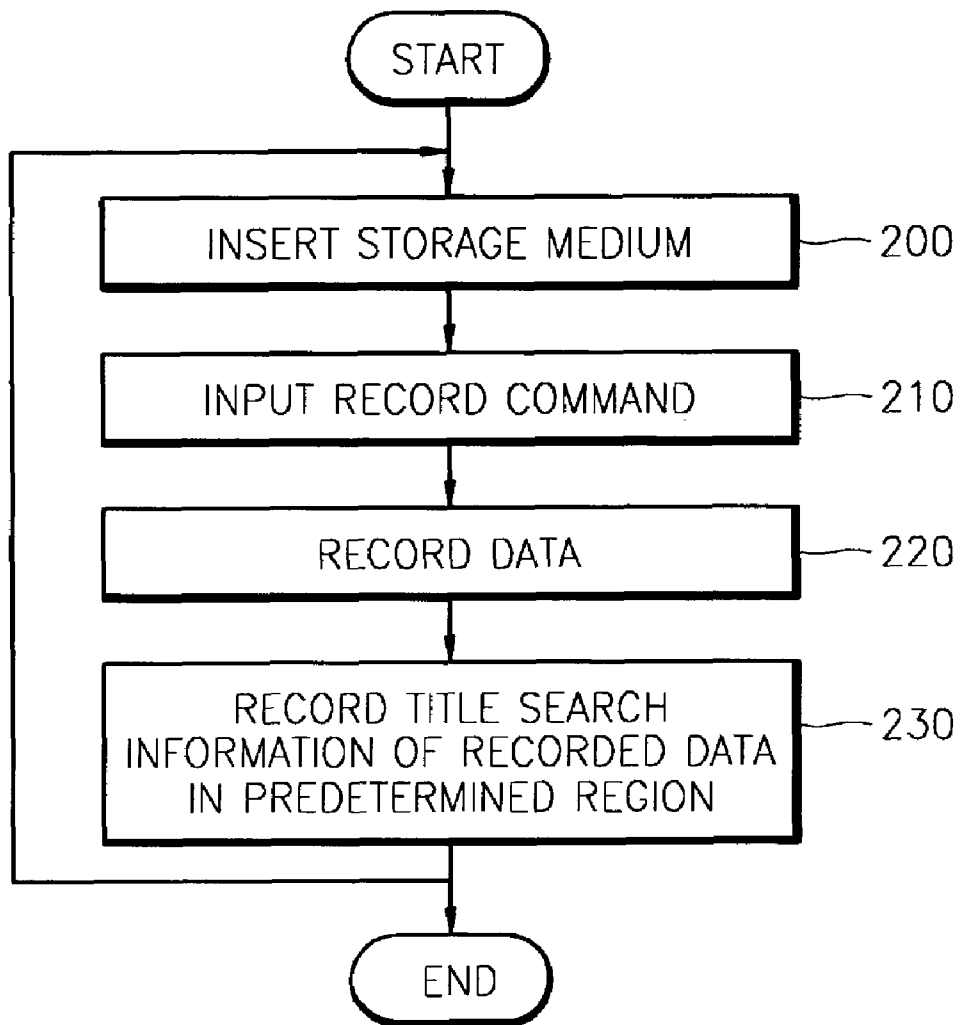 START
INSERT STORAGE MEDIUM
200
INPUT RECORD COMMAND
210
RECORD DATA
220
RECORD TITLE SEARCH
INFORMATION OF RECORDED DATA
IN PREDETERMINED REGION
230
END